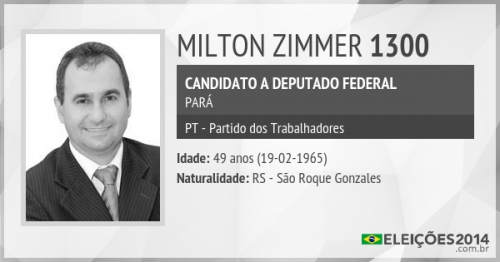 MILTON ZIMMER 1300
CANDIDATO A DEPUTADO FEDERAL
PARÁ
PT - Partido dos Trabalhadores
Idade: 49 anos (19-02-1965)
Naturalidade: RS - São Roque Gonzales
ELEIÇÕES2014
.com.br